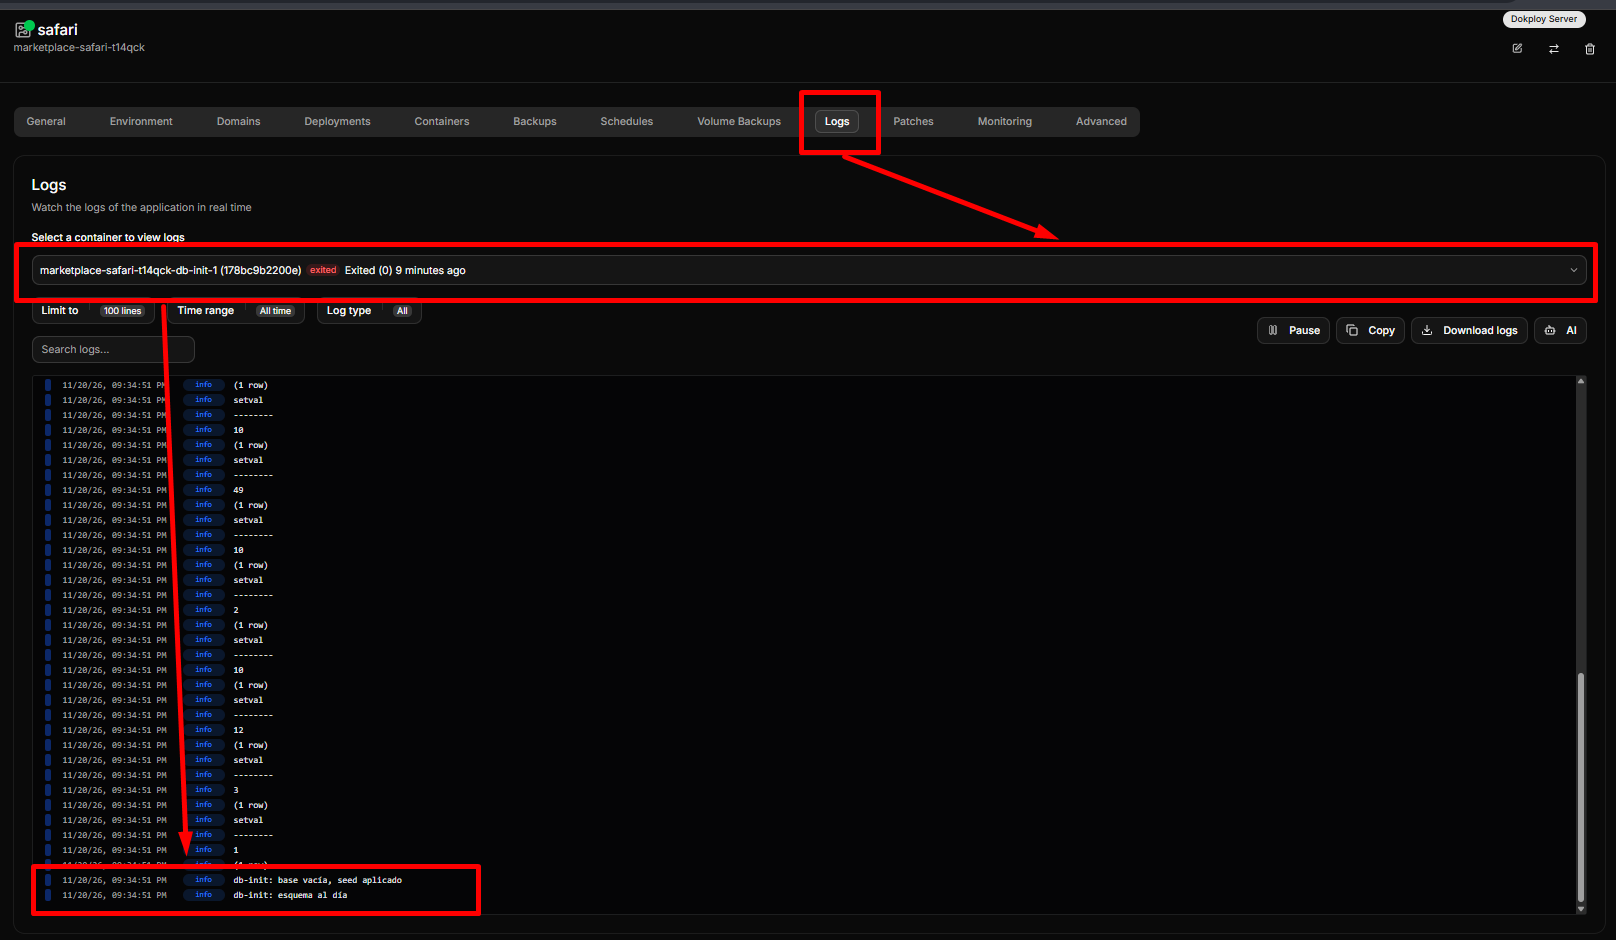 Dokploy Server
safari
marketplace-safari-t14qck
General Environment Domains Deployments Containers Backups Schedules Volume Backups Logs Patches Monitoring Advanced
Logs
Watch the logs of the application in real time
Select a container to view logs
marketplace-safari-t14qck-db-init-1 (178bc9b2200e) exited Exited (0) 9 minutes ago
Limit to 100 lines Time range All time Log type All
Pause Copy Download logs AI
Search logs...
11/20/26, 09:34:51 PM info (1 row)
11/20/26, 09:34:51 PM info setval
11/20/26, 09:34:51 PM info --------
11/20/26, 09:34:51 PM info 10
11/20/26, 09:34:51 PM info (1 row)
11/20/26, 09:34:51 PM info setval
11/20/26, 09:34:51 PM info --------
11/20/26, 09:34:51 PM info 49
11/20/26, 09:34:51 PM info (1 row)
11/20/26, 09:34:51 PM info setval
11/20/26, 09:34:51 PM info --------
11/20/26, 09:34:51 PM info 10
11/20/26, 09:34:51 PM info (1 row)
11/20/26, 09:34:51 PM info setval
11/20/26, 09:34:51 PM info --------
11/20/26, 09:34:51 PM info 2
11/20/26, 09:34:51 PM info (1 row)
11/20/26, 09:34:51 PM info setval
11/20/26, 09:34:51 PM info --------
11/20/26, 09:34:51 PM info 10
11/20/26, 09:34:51 PM info (1 row)
11/20/26, 09:34:51 PM info setval
11/20/26, 09:34:51 PM info --------
11/20/26, 09:34:51 PM info 12
11/20/26, 09:34:51 PM info (1 row)
11/20/26, 09:34:51 PM info setval
11/20/26, 09:34:51 PM info --------
11/20/26, 09:34:51 PM info 3
11/20/26, 09:34:51 PM info (1 row)
11/20/26, 09:34:51 PM info setval
11/20/26, 09:34:51 PM info --------
11/20/26, 09:34:51 PM info 1
11/20/26, 09:34:51 PM info db-init: base vacía, seed aplicado
11/20/26, 09:34:51 PM info db-init: esquema al día